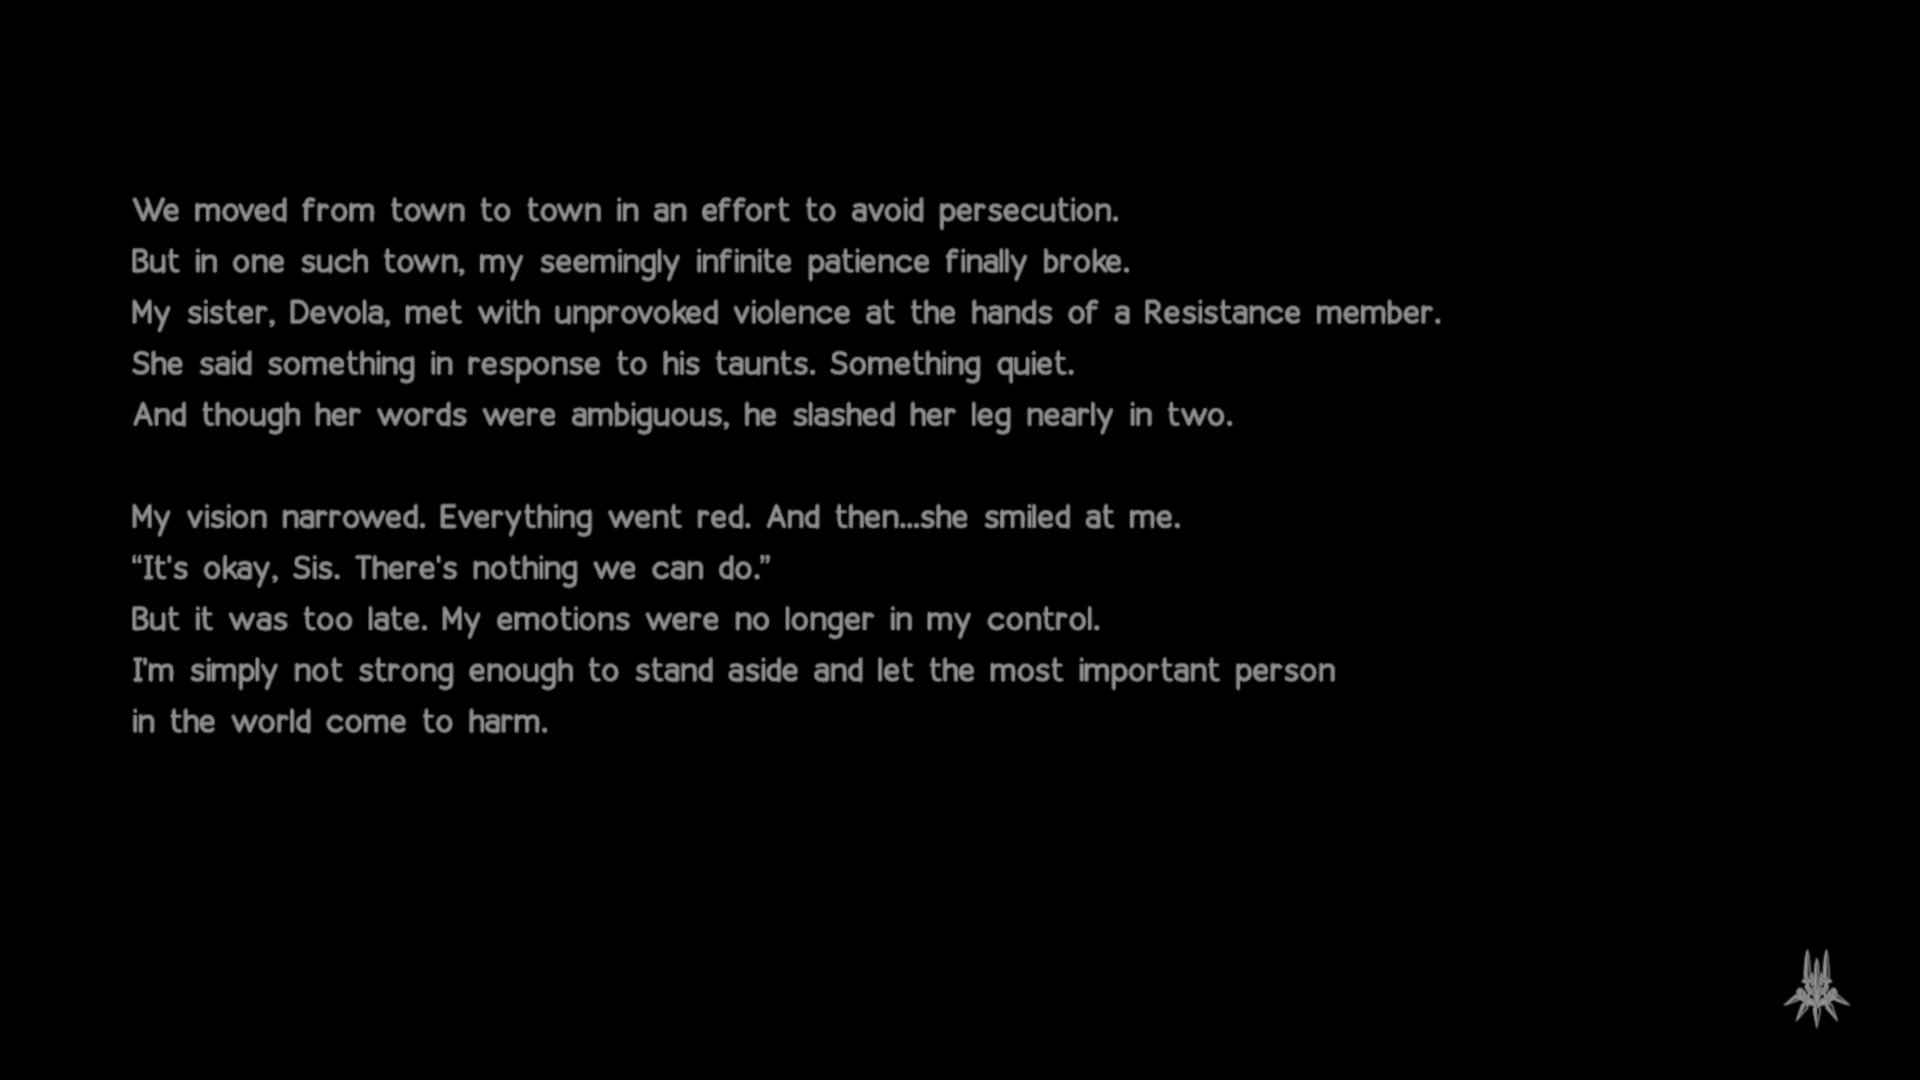 We moved from town to town in an effort to avoid persecution.
But in one such town, my seemingly infinite patience finally broke.
My sister, Devola, met with unprovoked violence at the hands of a Resistance member.
She said something in response to his taunts. Something quiet.
And though her words were ambiguous, he slashed her leg nearly in two.
My vision narrowed. Everything went red. And then...she smiled at me.
“It's okay, Sis. There's nothing we can do.”
But it was too late. My emotions were no longer in my control.
I'm simply not strong enough to stand aside and let the most important person
in the world come to harm.